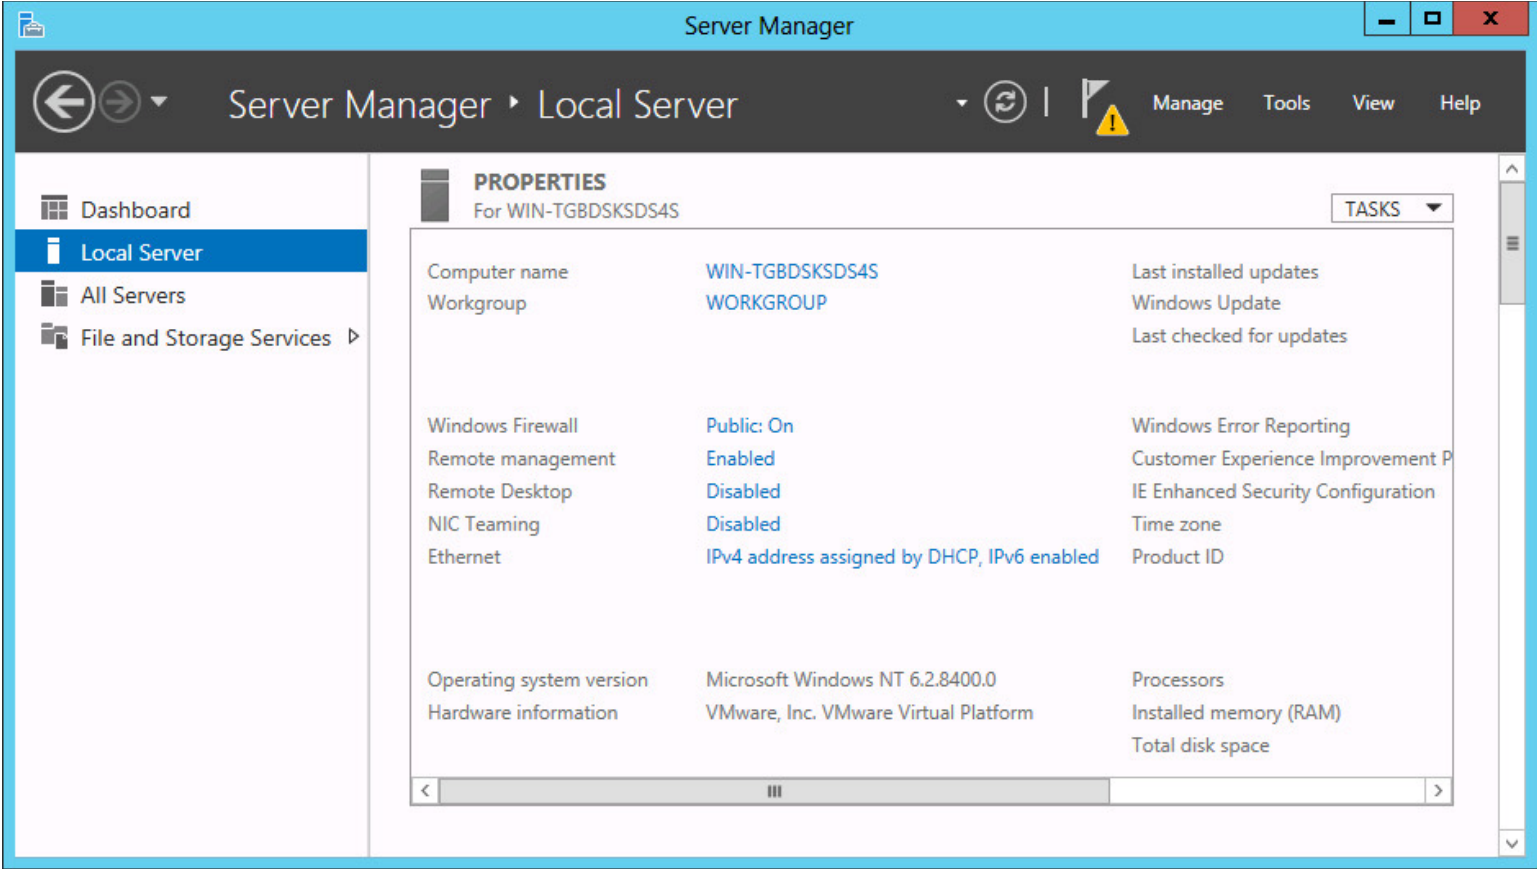 Server Manager
Server Manager ‣ Local Server
Manage Tools View Help
Dashboard
Local Server
All Servers
File and Storage Services
PROPERTIES
For WIN-TGBDSKSDS4S
TASKS
Computer name WIN-TGBDSKSDS4S Last installed updates
Workgroup WORKGROUP Windows Update
Last checked for updates
Windows Firewall Public: On Windows Error Reporting
Remote management Enabled Customer Experience Improvement P
Remote Desktop Disabled IE Enhanced Security Configuration
NIC Teaming Disabled Time zone
Ethernet IPv4 address assigned by DHCP, IPv6 enabled Product ID
Operating system version Microsoft Windows NT 6.2.8400.0 Processors
Hardware information VMware, Inc. VMware Virtual Platform Installed memory (RAM)
Total disk space